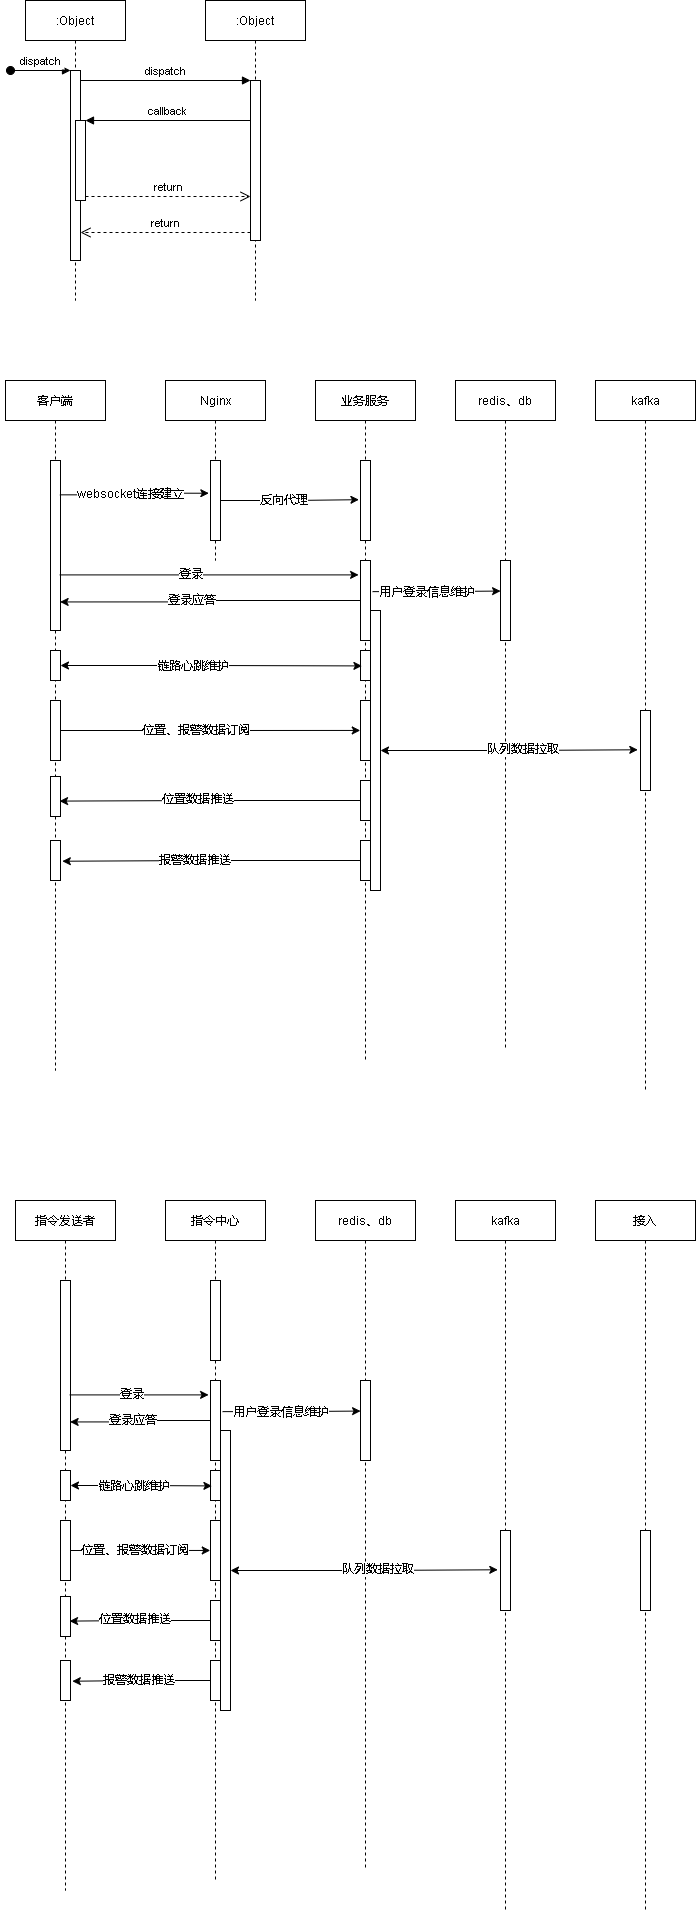 :Object
:Object
dispatch
dispatch
callback
return
return
客户端
Nginx
业务服务
redis、db
kafka
websocket连接建立
反向代理
登录
用户登录信息维护
登录应答
链路心跳维护
位置、报警数据订阅
队列数据拉取
位置数据推送
报警数据推送
指令发送者
指令中心
redis、db
kafka
接入
登录
用户登录信息维护
登录应答
链路心跳维护
位置、报警数据订阅
队列数据拉取
位置数据推送
报警数据推送